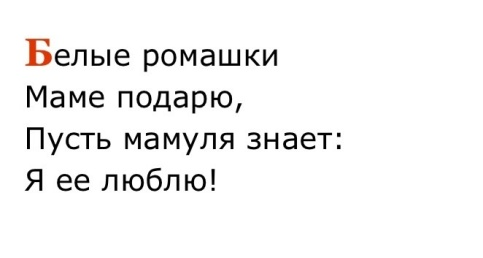 Белые ромашки
Маме подарю,
Пусть мамуля знает:
Я ее люблю!